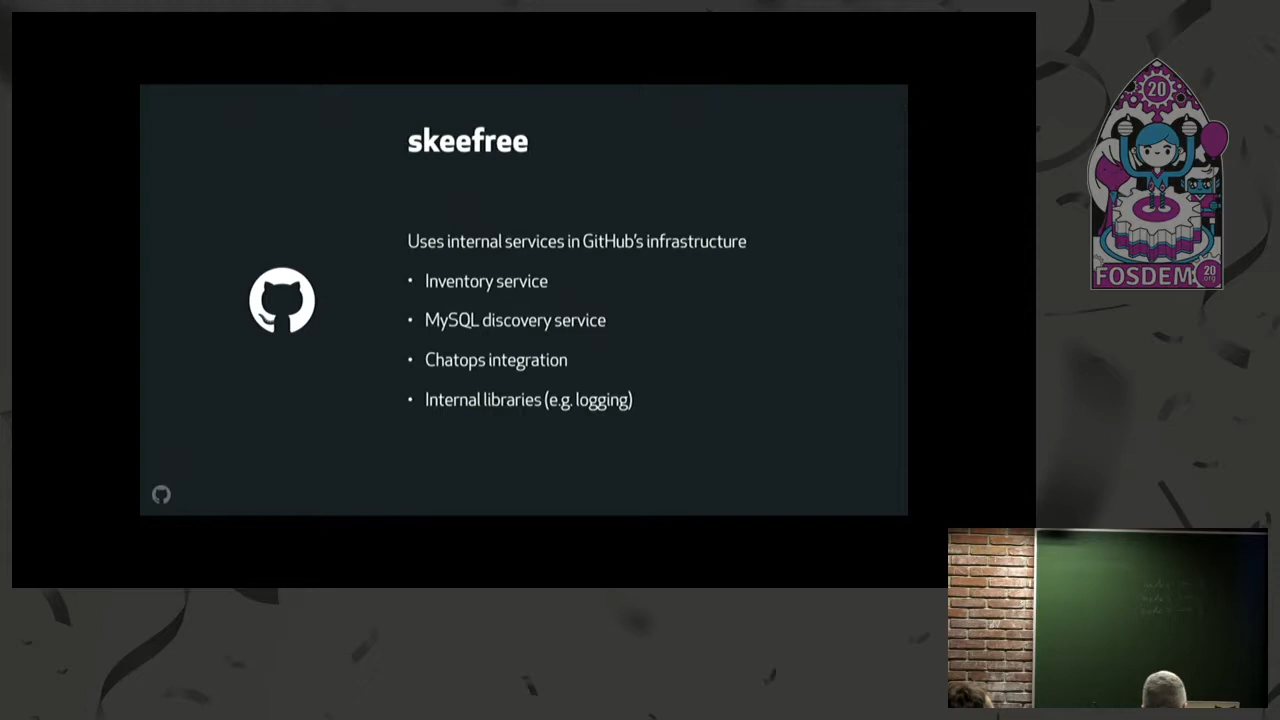 skeefree
Uses internal services in GitHub's infrastructure
• Inventory service
• MySQL discovery service
• Chatops integration
• Internal libraries (e.g. logging)
20
FOSDEM
20
.org